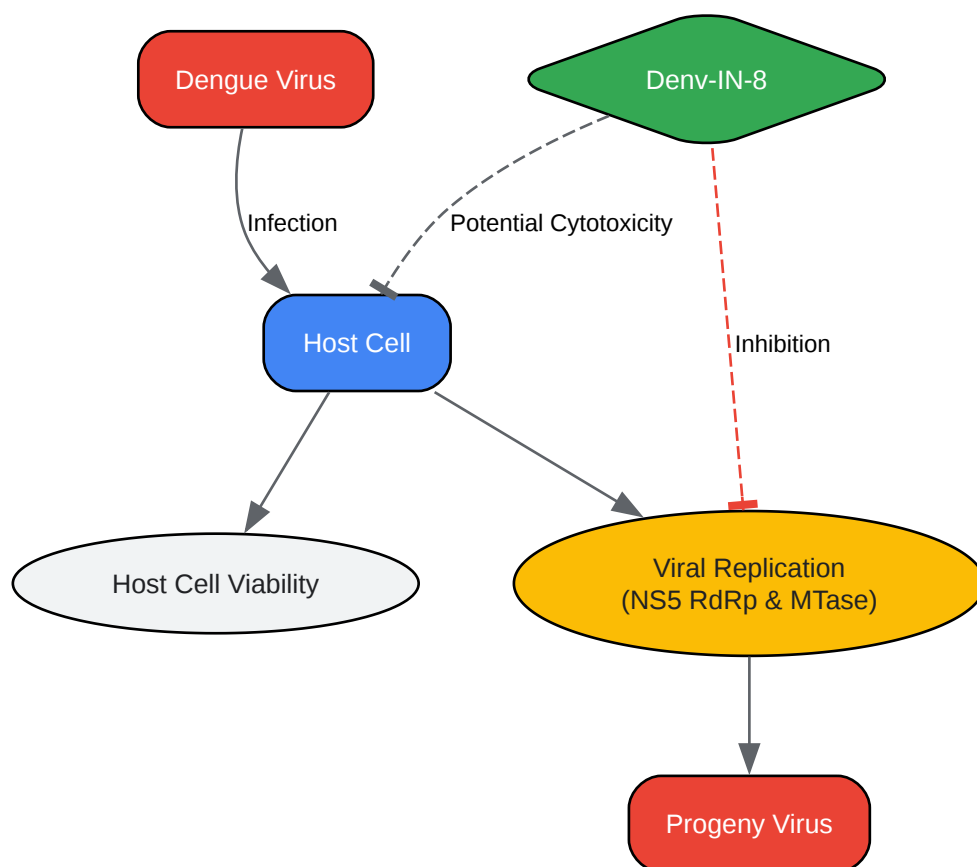 Dengue Virus
Denv-IN-8
Infection
Potential Cytotoxicity
Host Cell
Inhibition
Host Cell Viability
Viral Replication
(NS5 RdRp & MTase)
Progeny Virus